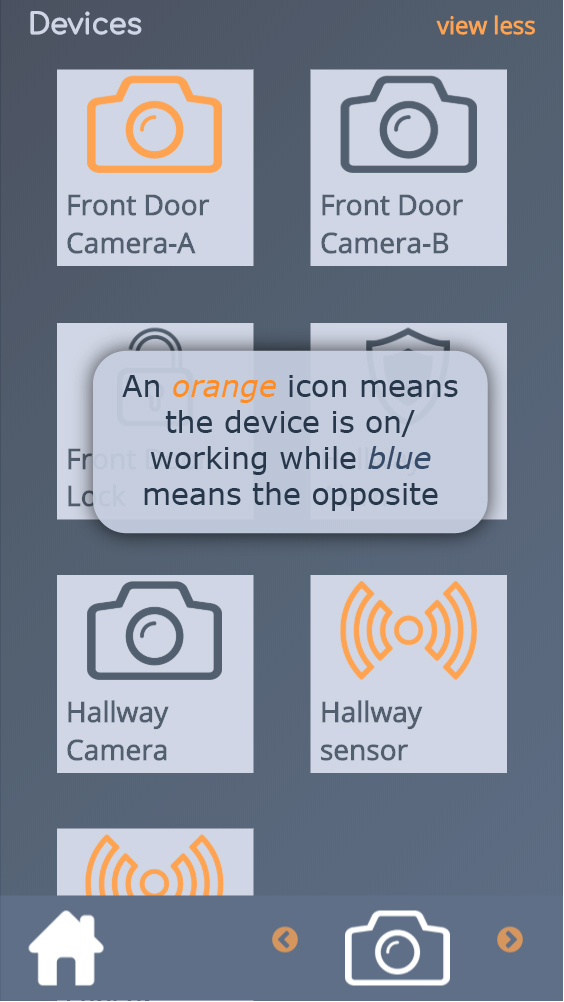 Devices
view less
Front Door
Camera-A
Front Door
Camera-B
An orange icon means
the device is on/
working while blue
means the opposite
Front Door
Lock
Hallway
Camera
Hallway
sensor